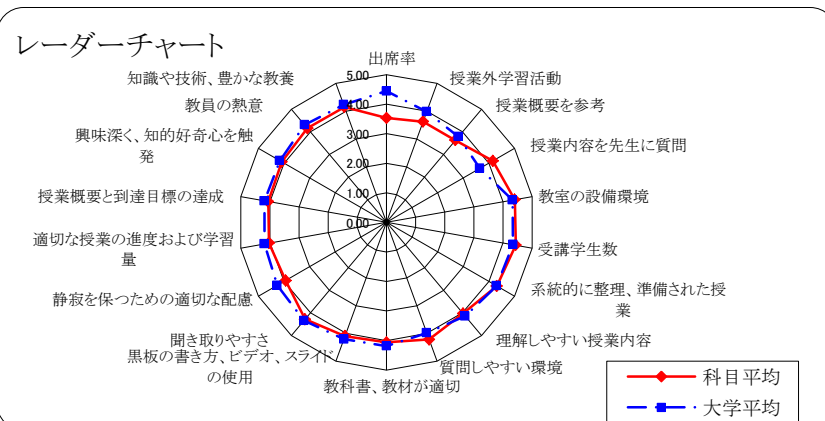 レーダーチャート
出席率
授業外学習活動
授業概要を参考
授業内容を先生に質問
教室の設備環境
受講学生数
系統的に整理、準備された授
業
理解しやすい授業内容
質問しやすい環境
教科書、教材が適切
黒板の書き方、ビデオ、スライド
の使用
聞き取りやすさ
静寂を保つための適切な配慮
適切な授業の進度および学習
量
授業概要と到達目標の達成
興味深く、知的好奇心を触
発
教員の熱意
知識や技術、豊かな教養
5.00
4.00
3.00
2.00
1.00
0.00
科目平均
大学平均